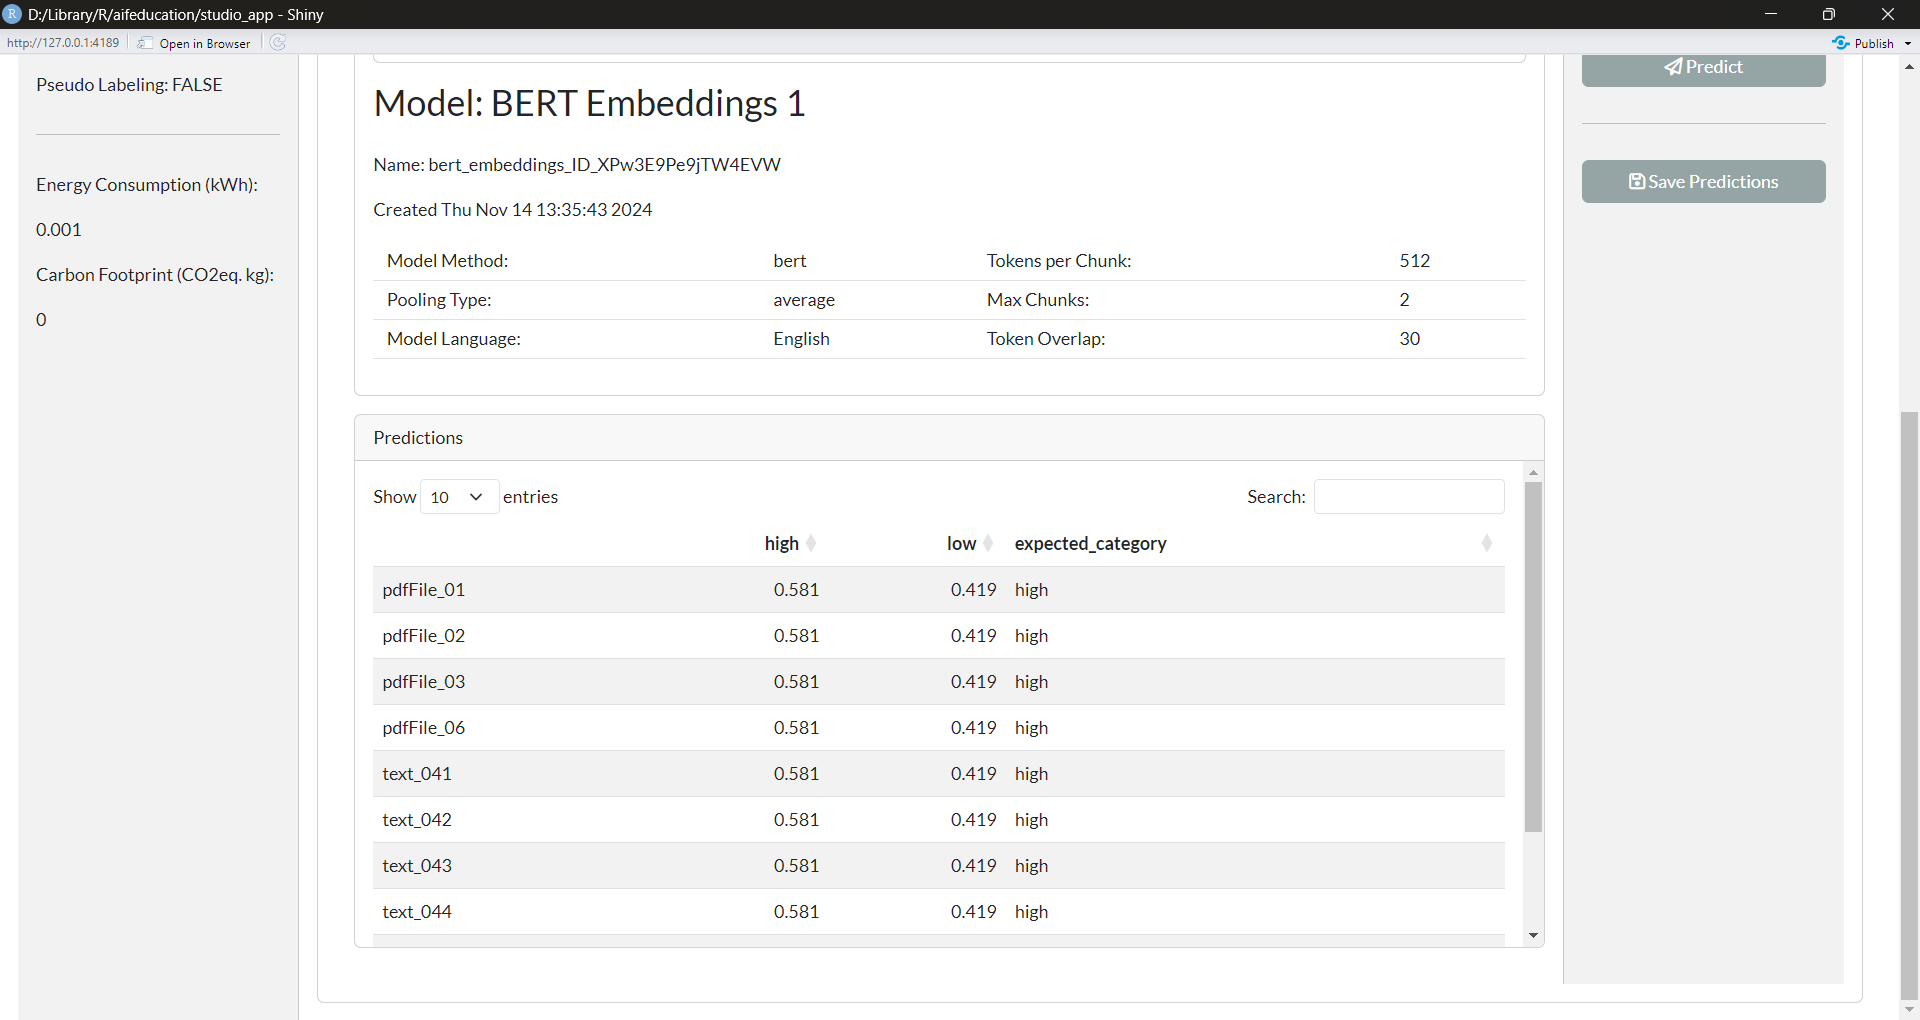 D:/Library/R/aifeducation/studio_app - Shiny
http://127.0.0.1:4189 Open in Browser Publish
Pseudo Labeling: FALSE
Energy Consumption (kWh):
0.001
Carbon Footprint (CO2eq. kg):
0
Model: BERT Embeddings 1
Name: bert_embeddings_ID_XPw3E9Pe9jTW4EVW
Created Thu Nov 14 13:35:43 2024
Model Method: bert Tokens per Chunk: 512
Pooling Type: average Max Chunks: 2
Model Language: English Token Overlap: 30
Predictions
Show 10 entries Search:
high low expected_category
pdfFile_01 0.581 0.419 high
pdfFile_02 0.581 0.419 high
pdfFile_03 0.581 0.419 high
pdfFile_06 0.581 0.419 high
text_041 0.581 0.419 high
text_042 0.581 0.419 high
text_043 0.581 0.419 high
text_044 0.581 0.419 high
Predict
Save Predictions